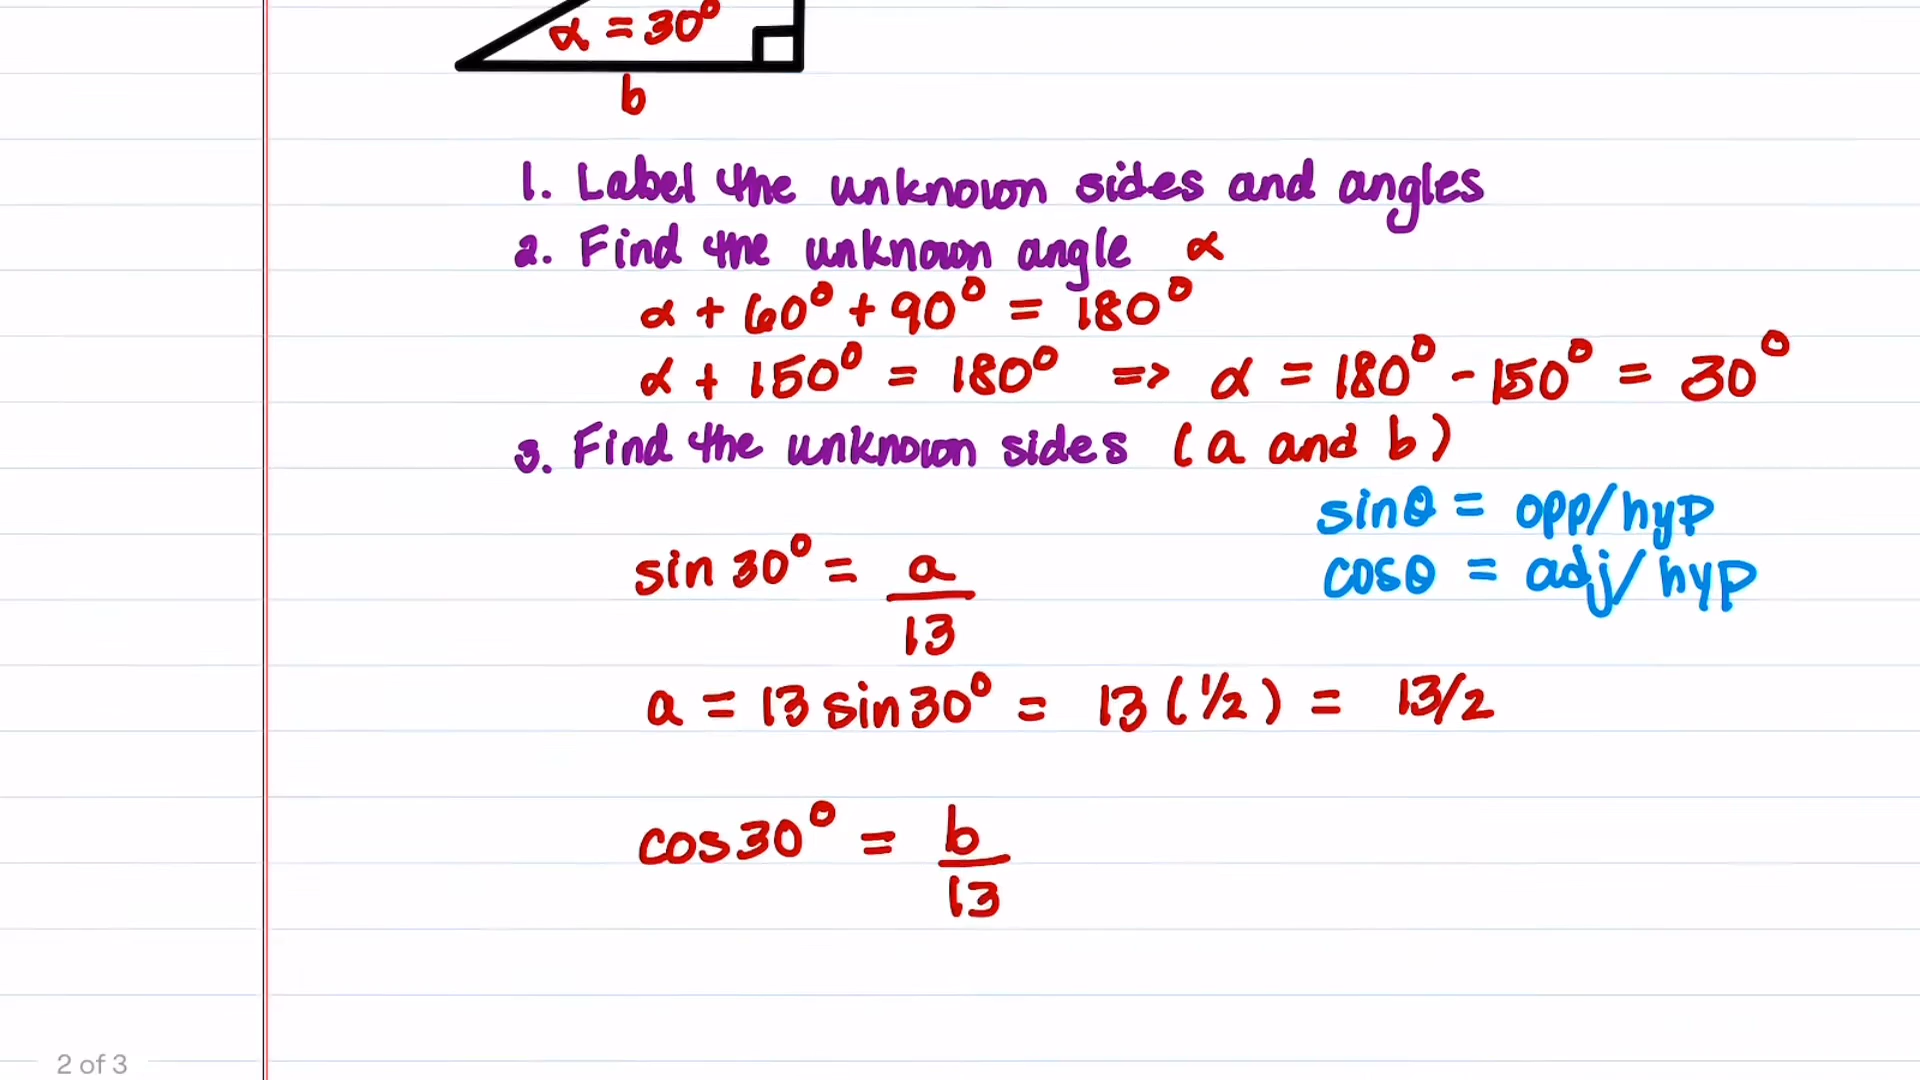 α = 30°
b
1. Label the unknown sides and angles
2. Find the unknown angle α
α + 60° + 90° = 180°
α + 150° = 180° => α = 180° - 150° = 30°
3. Find the unknown sides (a and b)
sinθ = opp/hyp
cosθ = adj/hyp
sin 30° = a/13
a = 13 sin 30° = 13 (1/2) = 13/2
cos 30° = b/13
2 of 3